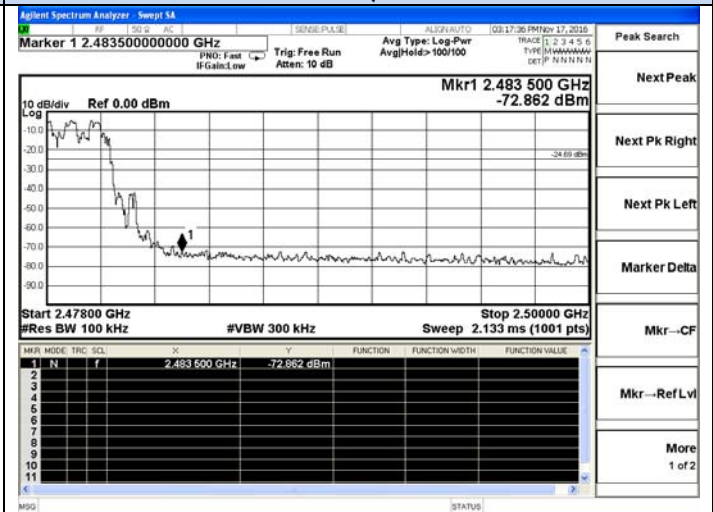 Agilent Spectrum Analyzer - Swept SA
RF 50 Ω AC SENSE:PULSE ALIGN AUTO 03:17:36 PM Nov 17, 2016
Marker 1 2.483500000000 GHz
PNO: Fast
IFGain:Low
Trig: Free Run
Atten: 10 dB
Avg Type: Log-Pwr
Avg|Hold:>100/100
TRACE 1 2 3 4 5 6
TYPE MWWWWW
DET P N N N N N
Peak Search
Mkr1 2.483 500 GHz
-72.862 dBm
10 dB/div Ref 0.00 dBm
Log
-10.0
-20.0
-24.69 dBm
-30.0
-40.0
-50.0
-60.0
1
-70.0
-80.0
-90.0
Start 2.47800 GHz Stop 2.50000 GHz
#Res BW 100 kHz #VBW 300 kHz Sweep 2.133 ms (1001 pts)
MKR MODE TRC SCL X Y FUNCTION FUNCTION WIDTH FUNCTION VALUE
1 N f 2.483 500 GHz -72.862 dBm
2
3
4
5
6
7
8
9
10
11
MSG STATUS
Next Peak
Next Pk Right
Next Pk Left
Marker Delta
Mkr→CF
Mkr→Ref Lvl
More
1 of 2